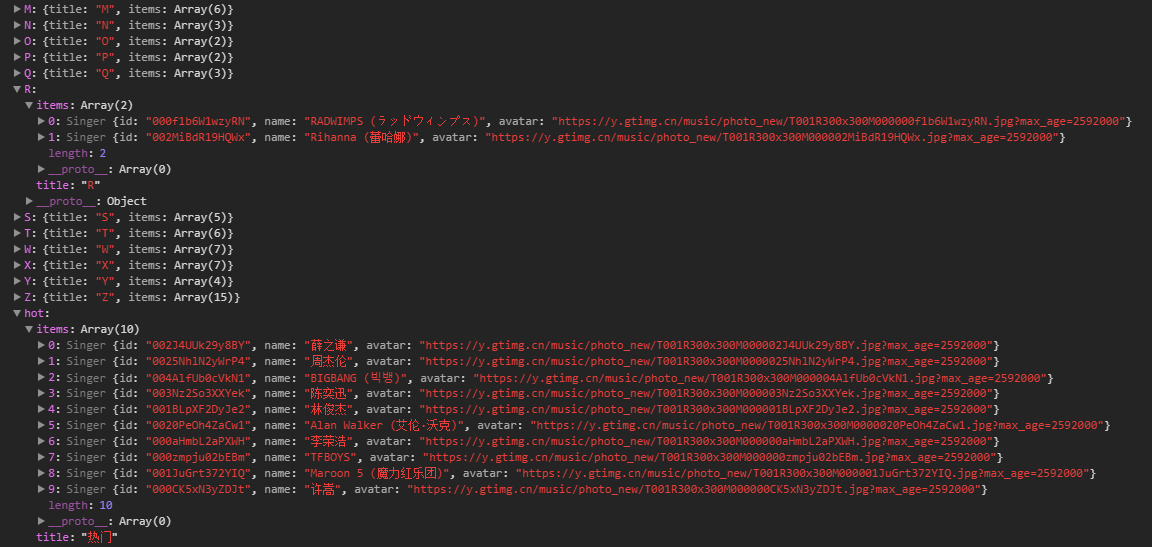 ▶M: {title: "M", items: Array(6)}
▶N: {title: "N", items: Array(3)}
▶O: {title: "O", items: Array(2)}
▶P: {title: "P", items: Array(2)}
▶Q: {title: "Q", items: Array(3)}
▼R:
▼items: Array(2)
▶0: Singer {id: "000f1b6W1wzyRN", name: "RADWIMPS (ラッドウィンプス)", avatar: "https://y.gtimg.cn/music/photo_new/T001R300x300M000000f1b6W1wzyRN.jpg?max_age=2592000"}
▶1: Singer {id: "002MiBdR19HQWx", name: "Rihanna (蕾哈娜)", avatar: "https://y.gtimg.cn/music/photo_new/T001R300x300M000002MiBdR19HQWx.jpg?max_age=2592000"}
length: 2
▶__proto__: Array(0)
title: "R"
▶__proto__: Object
▶S: {title: "S", items: Array(5)}
▶T: {title: "T", items: Array(6)}
▶W: {title: "W", items: Array(7)}
▶X: {title: "X", items: Array(7)}
▶Y: {title: "Y", items: Array(4)}
▶Z: {title: "Z", items: Array(15)}
▼hot:
▼items: Array(10)
▶0: Singer {id: "002J4UUk29y8BY", name: "薛之谦", avatar: "https://y.gtimg.cn/music/photo_new/T001R300x300M000002J4UUk29y8BY.jpg?max_age=2592000"}
▶1: Singer {id: "0025NhlN2yWrP4", name: "周杰伦", avatar: "https://y.gtimg.cn/music/photo_new/T001R300x300M0000025NhlN2yWrP4.jpg?max_age=2592000"}
▶2: Singer {id: "004AlfUb0cVkN1", name: "BIGBANG (빅뱅)", avatar: "https://y.gtimg.cn/music/photo_new/T001R300x300M000004AlfUb0cVkN1.jpg?max_age=2592000"}
▶3: Singer {id: "003Nz2So3XXYek", name: "陈奕迅", avatar: "https://y.gtimg.cn/music/photo_new/T001R300x300M000003Nz2So3XXYek.jpg?max_age=2592000"}
▶4: Singer {id: "001BLpXF2DyJe2", name: "林俊杰", avatar: "https://y.gtimg.cn/music/photo_new/T001R300x300M000001BLpXF2DyJe2.jpg?max_age=2592000"}
▶5: Singer {id: "0020PeOh4ZaCw1", name: "Alan Walker (艾伦·沃克)", avatar: "https://y.gtimg.cn/music/photo_new/T001R300x300M0000020PeOh4ZaCw1.jpg?max_age=2592000"}
▶6: Singer {id: "000aHmbL2aPXWH", name: "李荣浩", avatar: "https://y.gtimg.cn/music/photo_new/T001R300x300M000000aHmbL2aPXWH.jpg?max_age=2592000"}
▶7: Singer {id: "000zmpju02bEBm", name: "TFBOYS", avatar: "https://y.gtimg.cn/music/photo_new/T001R300x300M000000zmpju02bEBm.jpg?max_age=2592000"}
▶8: Singer {id: "001JuGrt372YIQ", name: "Maroon 5 (魔力红乐团)", avatar: "https://y.gtimg.cn/music/photo_new/T001R300x300M000001JuGrt372YIQ.jpg?max_age=2592000"}
▶9: Singer {id: "000CK5xN3yZDJt", name: "许嵩", avatar: "https://y.gtimg.cn/music/photo_new/T001R300x300M000000CK5xN3yZDJt.jpg?max_age=2592000"}
length: 10
▶__proto__: Array(0)
title: "热门"